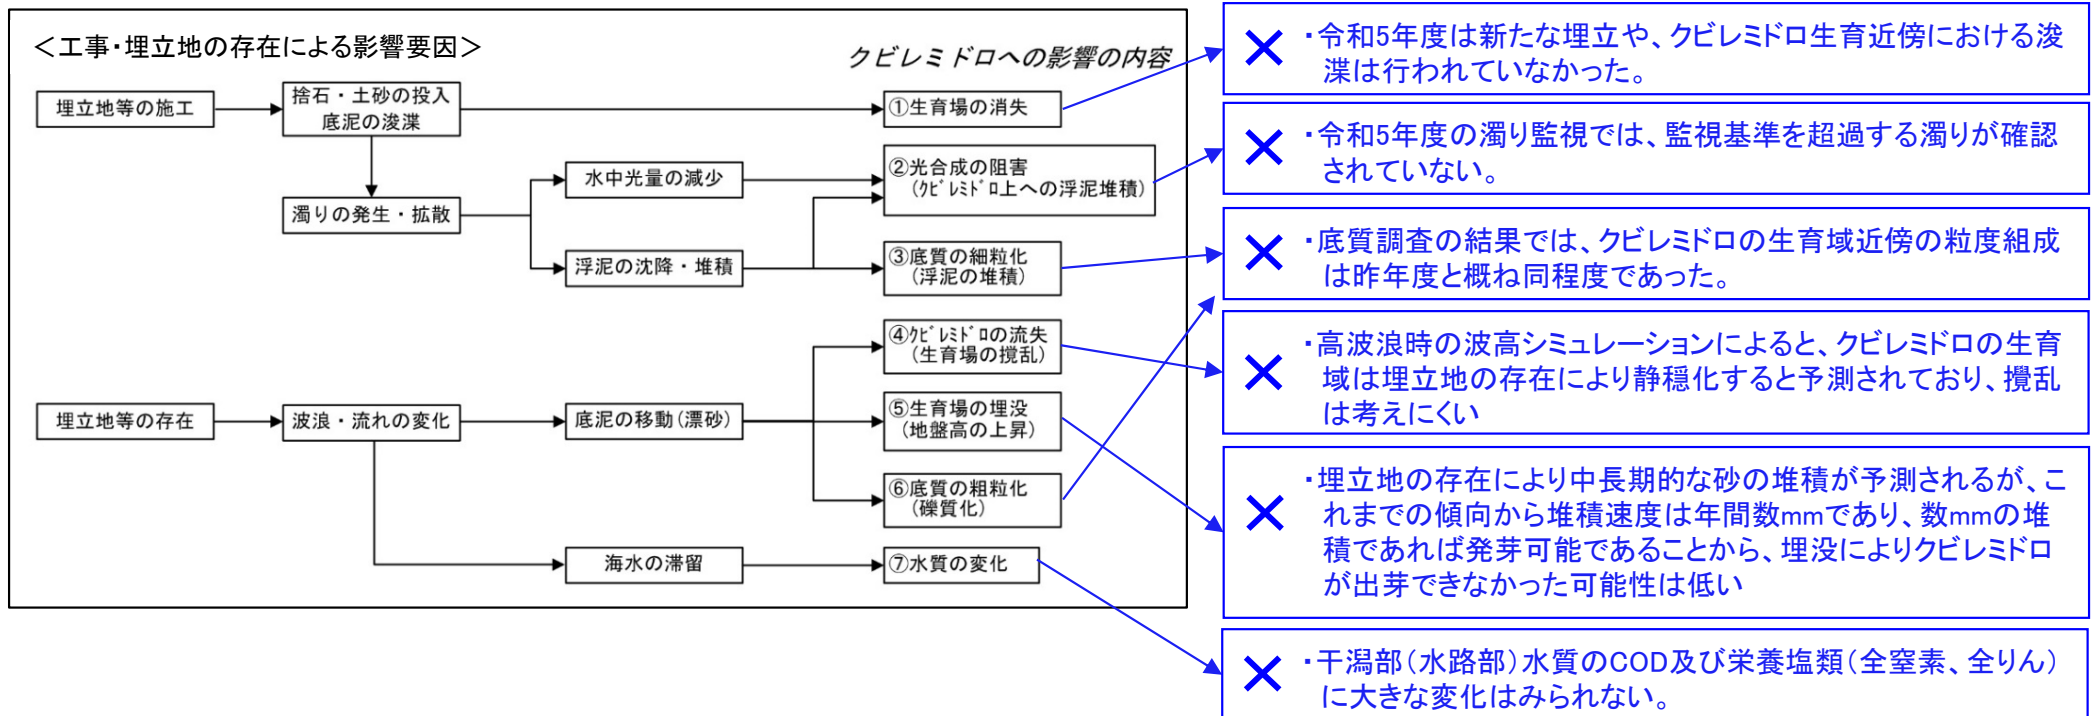 ＜工事・埋立地の存在による影響要因＞
クビレミドロへの影響の内容
埋立地等の施工
捨石・土砂の投入
底泥の浚渫
①生育場の消失
濁りの発生・拡散
水中光量の減少
②光合成の阻害
(ｸﾋﾞﾚﾐﾄﾞﾛ上への浮泥堆積)
浮泥の沈降・堆積
③底質の細粒化
(浮泥の堆積)
埋立地等の存在
波浪・流れの変化
底泥の移動(漂砂)
④ｸﾋﾞﾚﾐﾄﾞﾛの流失
(生育場の撹乱)
⑤生育場の埋没
(地盤高の上昇)
⑥底質の粗粒化
(礫質化)
海水の滞留
⑦水質の変化
× ・令和5年度は新たな埋立や、クビレミドロ生育近傍における浚
渫は行われていなかった。
× ・令和5年度の濁り監視では、監視基準を超過する濁りが確認
されていない。
× ・底質調査の結果では、クビレミドロの生育域近傍の粒度組成
は昨年度と概ね同程度であった。
× ・高波浪時の波高シミュレーションによると、クビレミドロの生育
域は埋立地の存在により静穏化すると予測されており、攪乱
は考えにくい
× ・埋立地の存在により中長期的な砂の堆積が予測されるが、こ
れまでの傾向から堆積速度は年間数mmであり、数mmの堆
積であれば発芽可能であることから、埋没によりクビレミドロ
が出芽できなかった可能性は低い
× ・干潟部（水路部）水質のCOD及び栄養塩類（全窒素、全りん）
に大きな変化はみられない。